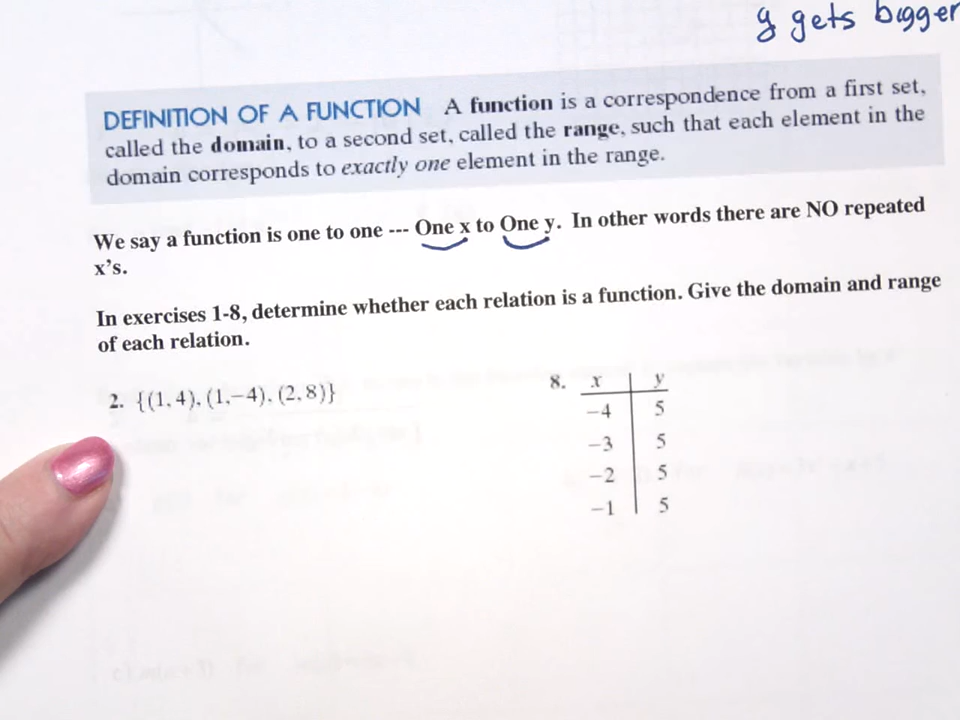 y gets bigger
DEFINITION OF A FUNCTION A function is a correspondence from a first set,
called the domain, to a second set, called the range, such that each element in the
domain corresponds to exactly one element in the range.
We say a function is one to one --- One x to One y. In other words there are NO repeated
x's.
In exercises 1-8, determine whether each relation is a function. Give the domain and range
of each relation.
2. {(1, 4), (1,−4), (2, 8)}
8. x y
−4 5
−3 5
−2 5
−1 5